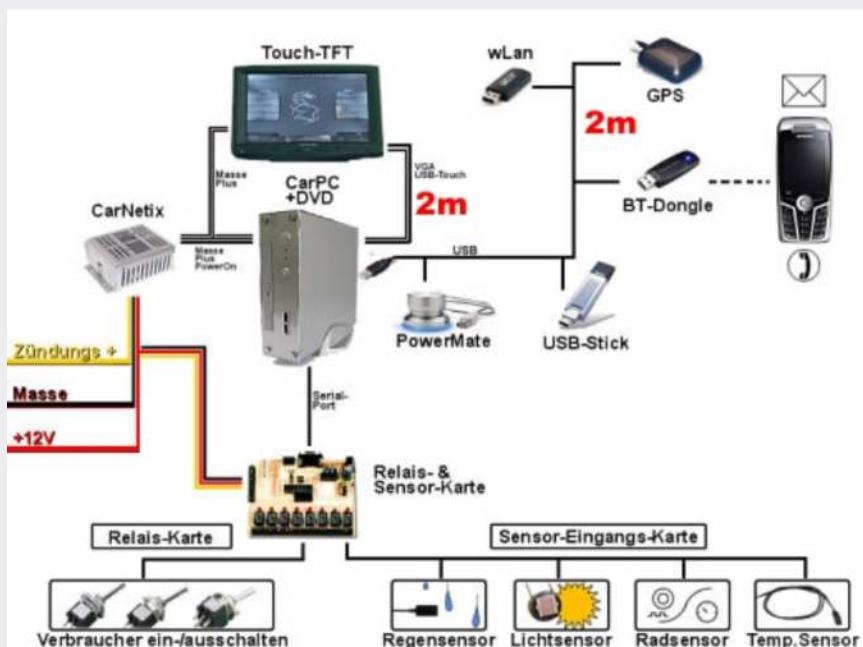 Touch-TFT
wLan
GPS
2m
Masse
Plus
VGA
USB-Touch
CarPC
+DVD
2m
BT-Dongle
CarNetix
Masse
Plus
PowerOn
USB
PowerMate
USB-Stick
Zündungs +
Masse
+12V
Serial-
Port
Relais- &
Sensor-Karte
Relais-Karte
Sensor-Eingangs-Karte
Verbraucher ein-/ausschalten
Regensensor
Lichtsensor
Radsensor
Temp.Sensor